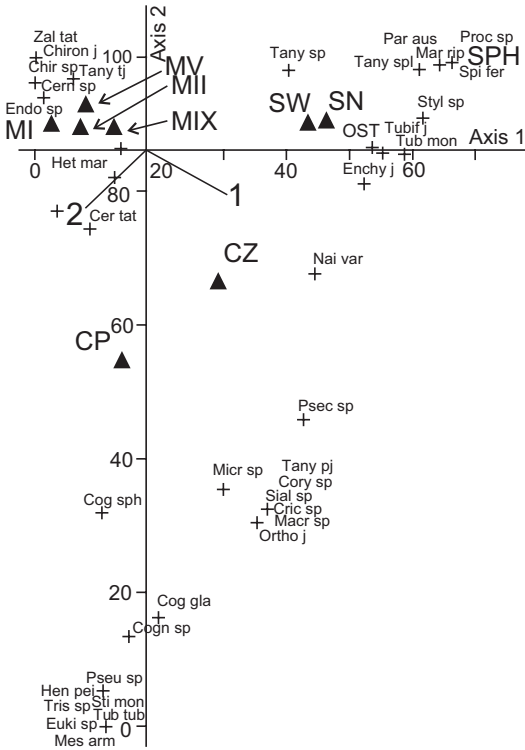 Axis 2
Zal tat
Chiron j
100
Chir sp
Tany tj
MV
Cern sp
MII
Endo sp
MI
MIX
Tany sp
Par aus
Proc sp
Mar rip
SPH
Tany spl
Spi fer
SW
SN
Styl sp
OST
Tubif j
Axis 1
Tub mon
Het mar
0
20
40
60
Enchy j
80
1
2
Cer tat
CZ
Nai var
60
CP
Psec sp
40
Micr sp
Tany pj
Cory sp
Sial sp
Cric sp
Macr sp
Ortho j
Cog sph
20
Cog gla
Cogn sp
Pseu sp
Hen pei
Sti mon
Tris sp
Tub tub
Euki sp
0
Mes arm